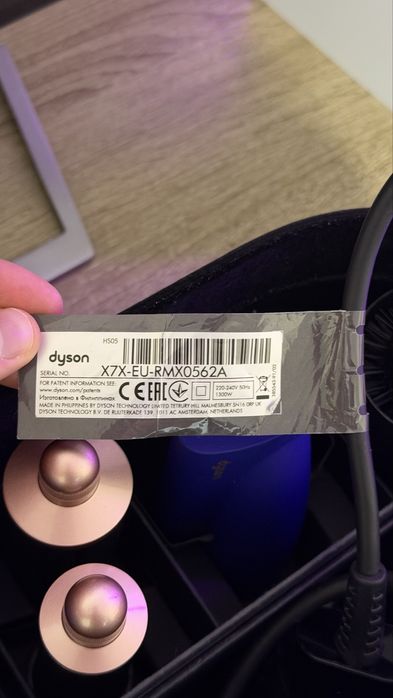 HS05
dyson
SERIAL NO. X7X-EU-RMX0562A
FOR PATENT INFORMATION SEE:
www.dyson.com/patents
Изготовлено в Филиппинах
CE EAC
220-240V 50Hz
1300W
MADE IN PHILIPPINES BY DYSON TECHNOLOGY LIMITED TETBURY HILL MALMESBURY SN16 0RP UK
DYSON TECHNOLOGY B.V. DE RUIJTERKADE 139, 1011 AC AMSTERDAM, NETHERLANDS